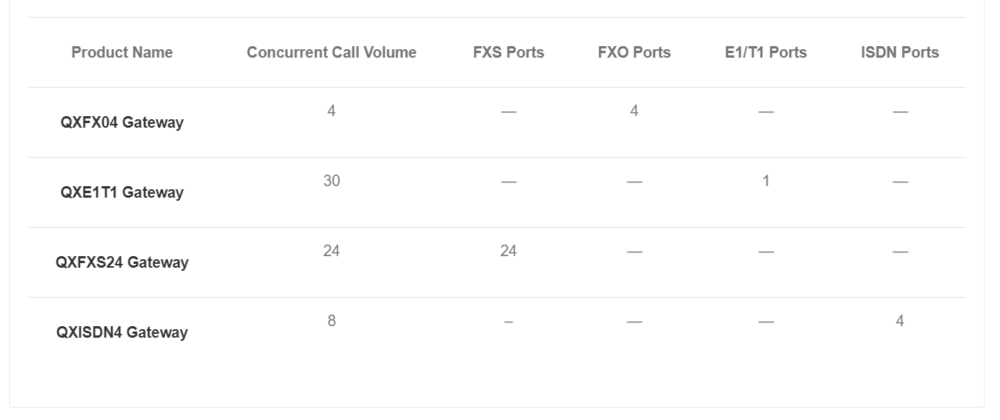 Product Name Concurrent Call Volume FXS Ports FXO Ports E1/T1 Ports ISDN Ports
QXFX04 Gateway 4 — 4 — —
QXE1T1 Gateway 30 — — 1 —
QXFXS24 Gateway 24 24 — — —
QXISDN4 Gateway 8 – — — 4